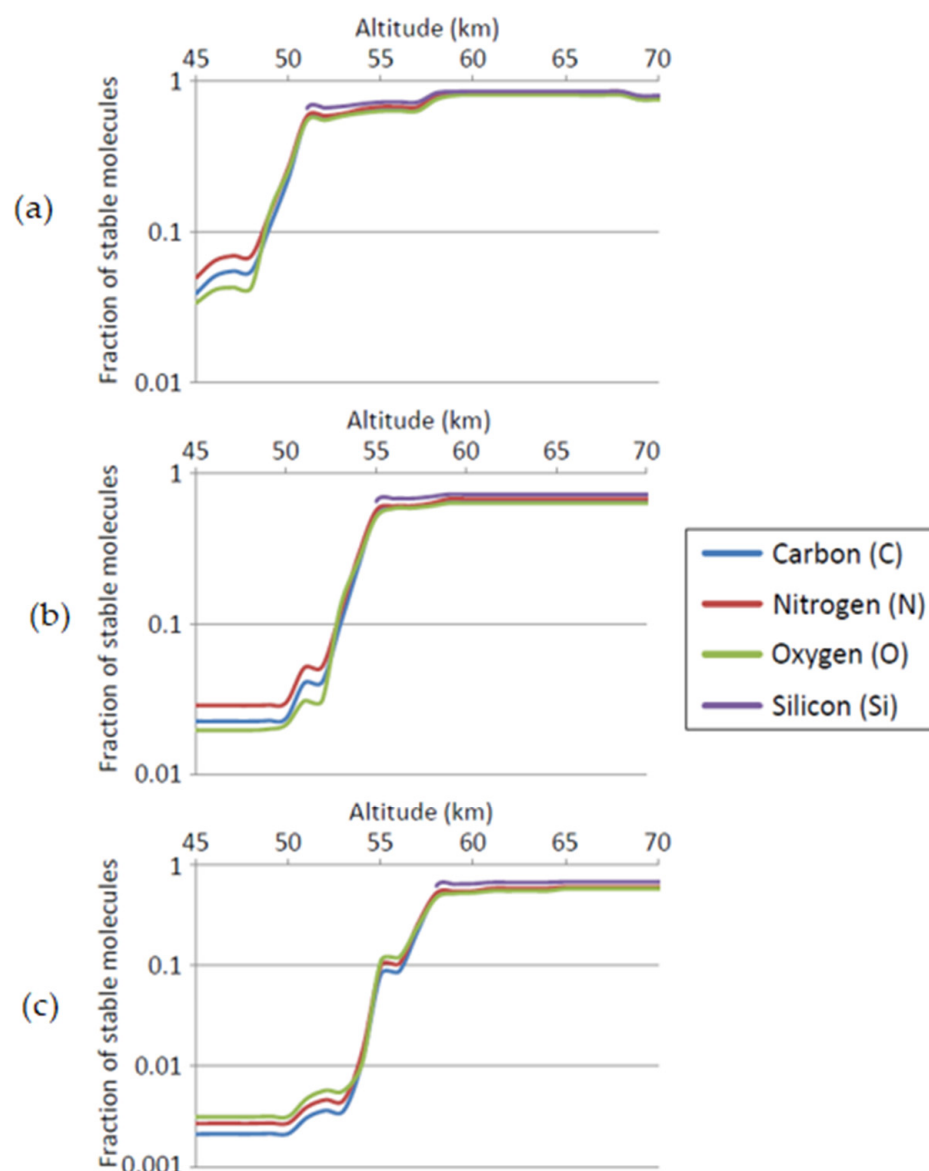 Altitude (km)
45 50 55 60 65 70
1
(a)
Fraction of stable molecules
0.1
0.01
Altitude (km)
45 50 55 60 65 70
1
(b)
Fraction of stable molecules
0.1
0.01
Carbon (C)
Nitrogen (N)
Oxygen (O)
Silicon (Si)
Altitude (km)
45 50 55 60 65 70
1
(c)
Fraction of stable molecules
0.1
0.01
0.001